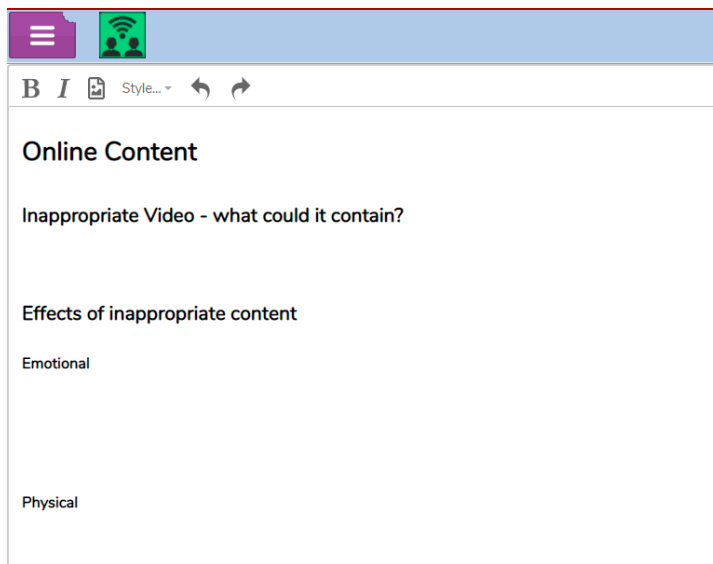 B I Style...
Online Content
Inappropriate Video - what could it contain?
Effects of inappropriate content
Emotional
Physical